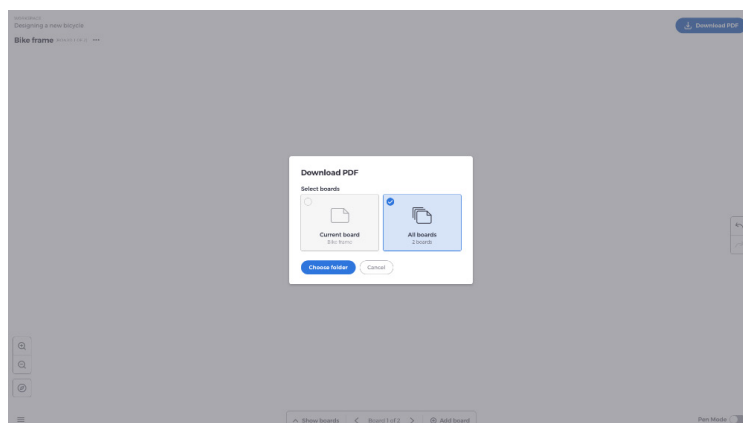 WORKSPACE
Designing a new bicycle
Download PDF
Bike frame
Download PDF
Select boards
Current board
Bike frame
All boards
2 boards
Choose folder
Cancel
Show boards
Board 1 of 2
Add board
Pen Mode